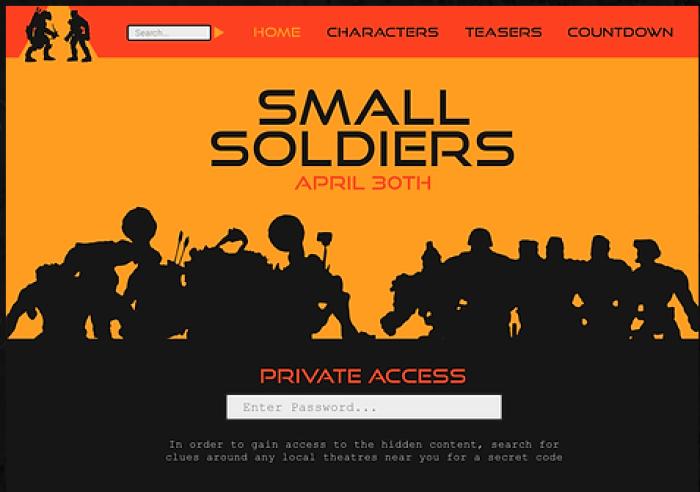 Search...
HOME
CHARACTERS
TEASERS
COUNTDOWN
SMALL
SOLDIERS
APRIL 30TH
PRIVATE ACCESS
Enter Password...
In order to gain access to the hidden content, search for
clues around any local theatres near you for a secret code